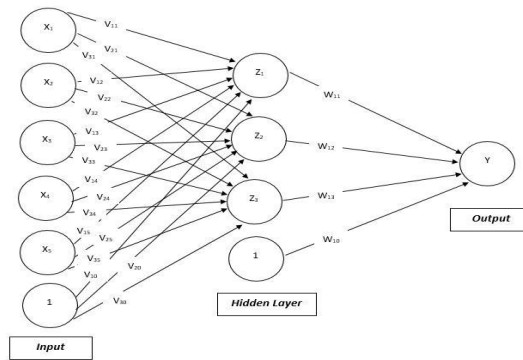 X₁
V₁₁
V₂₁
V₃₁
X₂
V₁₂
V₂₂
V₃₂
Z₁
W₁₁
X₃
V₁₃
V₂₃
V₃₃
Z₂
W₁₂
Y
X₄
V₁₄
V₂₄
V₃₄
Z₃
W₁₃
Output
X₅
V₁₅
V₂₅
V₃₅
V₁₀
V₂₀
V₃₀
1
W₁₀
1
Hidden Layer
Input